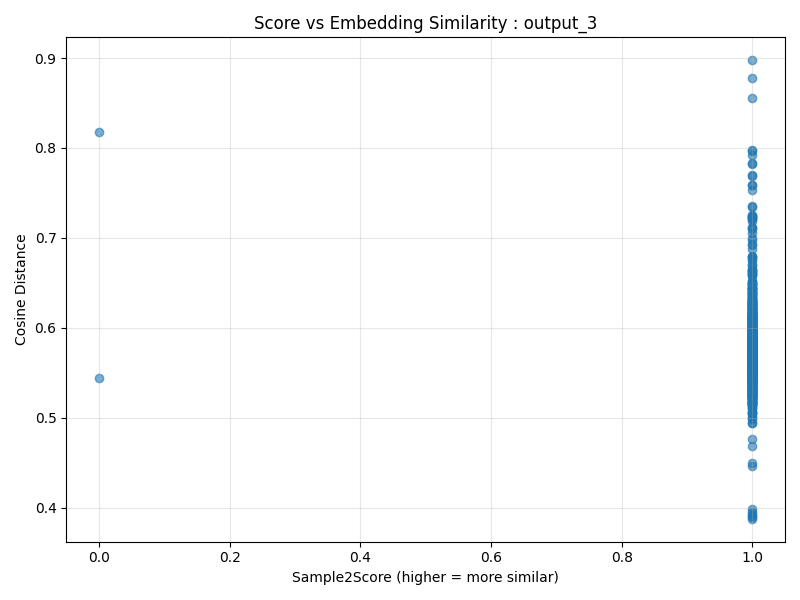 Score vs Embedding Similarity : output_3
Cosine Distance
0.9
0.8
0.7
0.6
0.5
0.4
0.0 0.2 0.4 0.6 0.8 1.0
Sample2Score (higher = more similar)